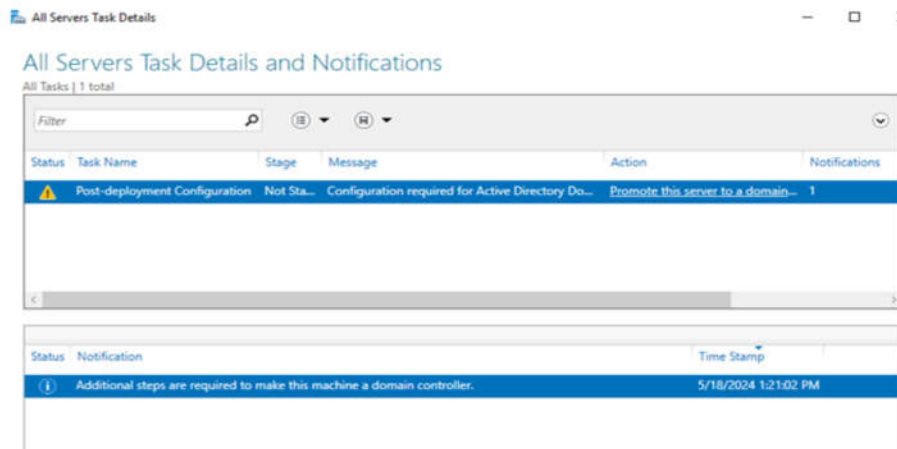 All Servers Task Details
All Servers Task Details and Notifications
All Tasks | 1 total
Filter
Status Task Name Stage Message Action Notifications
Post-deployment Configuration Not Sta... Configuration required for Active Directory Do... Promote this server to a domain... 1
Status Notification Time Stamp
Additional steps are required to make this machine a domain controller. 5/18/2024 1:21:02 PM